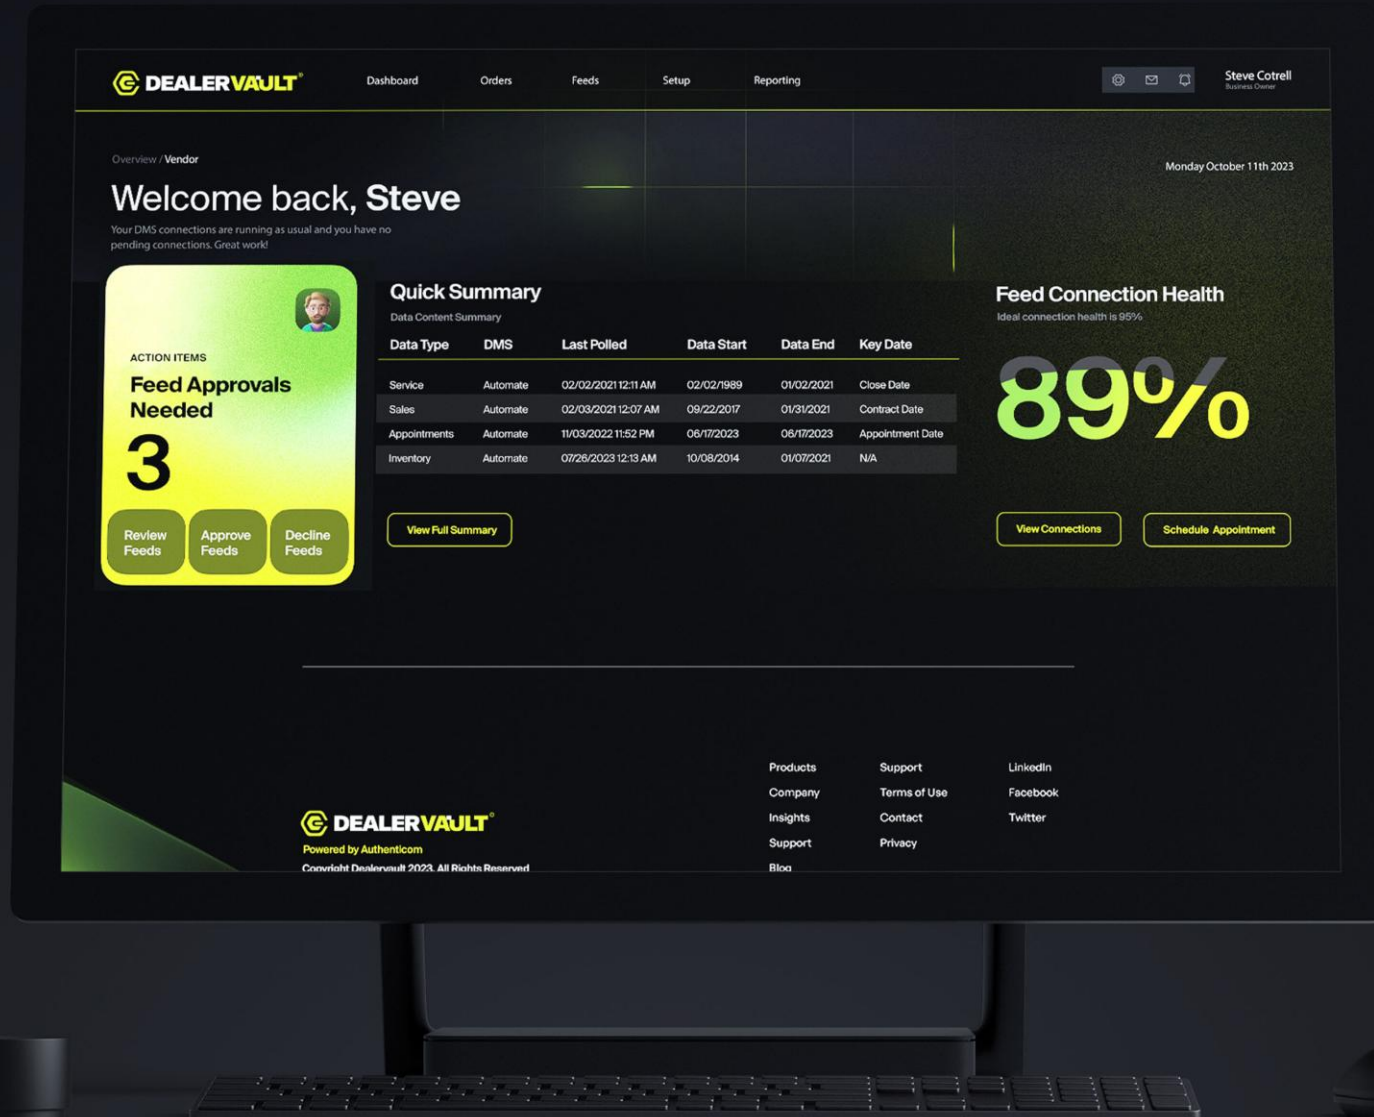 DEALERVAULT®
Dashboard Orders Feeds Setup Reporting
Steve Cotrell
Business Owner
Overview / Vendor
Monday October 11th 2023
Welcome back, Steve
Your DMS connections are running as usual and you have no
pending connections. Great work!
ACTION ITEMS
Feed Approvals
Needed
3
Review
Feeds
Approve
Feeds
Decline
Feeds
Quick Summary
Data Content Summary
Data Type DMS Last Polled Data Start Data End Key Date
Service Automate 02/02/2021 12:11 AM 02/02/1989 01/02/2021 Close Date
Sales Automate 02/03/2021 12:07 AM 09/22/2017 01/31/2021 Contract Date
Appointments Automate 11/03/2022 11:52 PM 06/17/2023 06/17/2023 Appointment Date
Inventory Automate 07/26/2023 12:13 AM 10/08/2014 01/07/2021 N/A
View Full Summary
Feed Connection Health
Ideal connection health is 95%
89%
View Connections
Schedule Appointment
DEALERVAULT®
Powered by Authenticom
Copyright Dealervault 2023. All Rights Reserved
Products
Company
Insights
Support
Blog
Support
Terms of Use
Contact
Privacy
LinkedIn
Facebook
Twitter